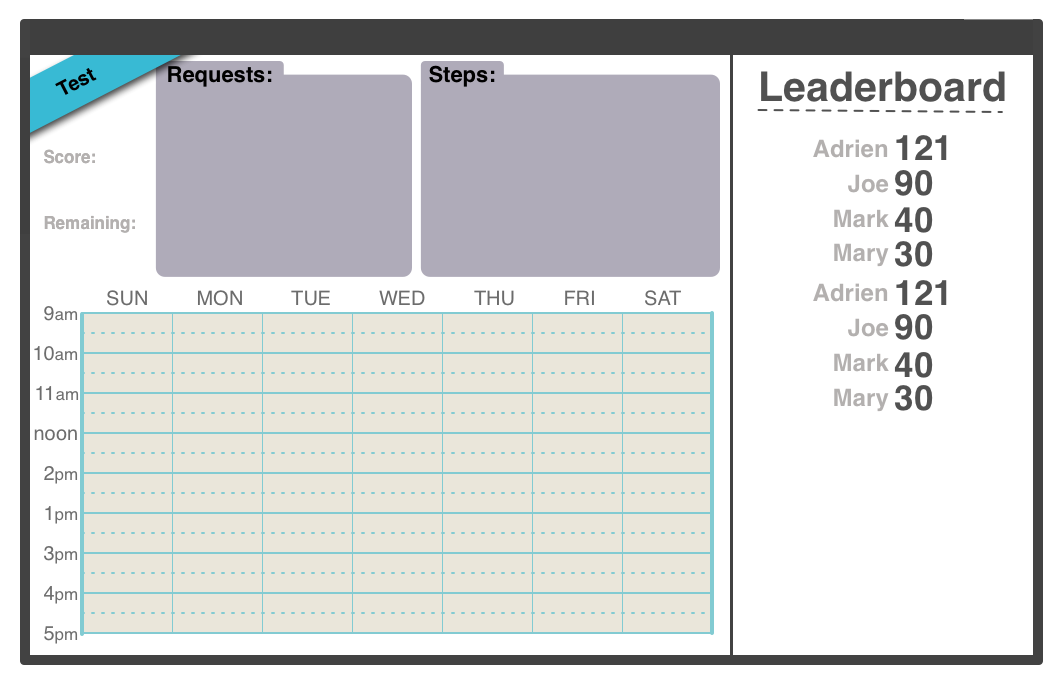 Test
Requests:
Steps:
Score:
Remaining:
SUN MON TUE WED THU FRI SAT
9am
10am
11am
noon
2pm
1pm
3pm
4pm
5pm
Leaderboard
Adrien 121
Joe 90
Mark 40
Mary 30
Adrien 121
Joe 90
Mark 40
Mary 30